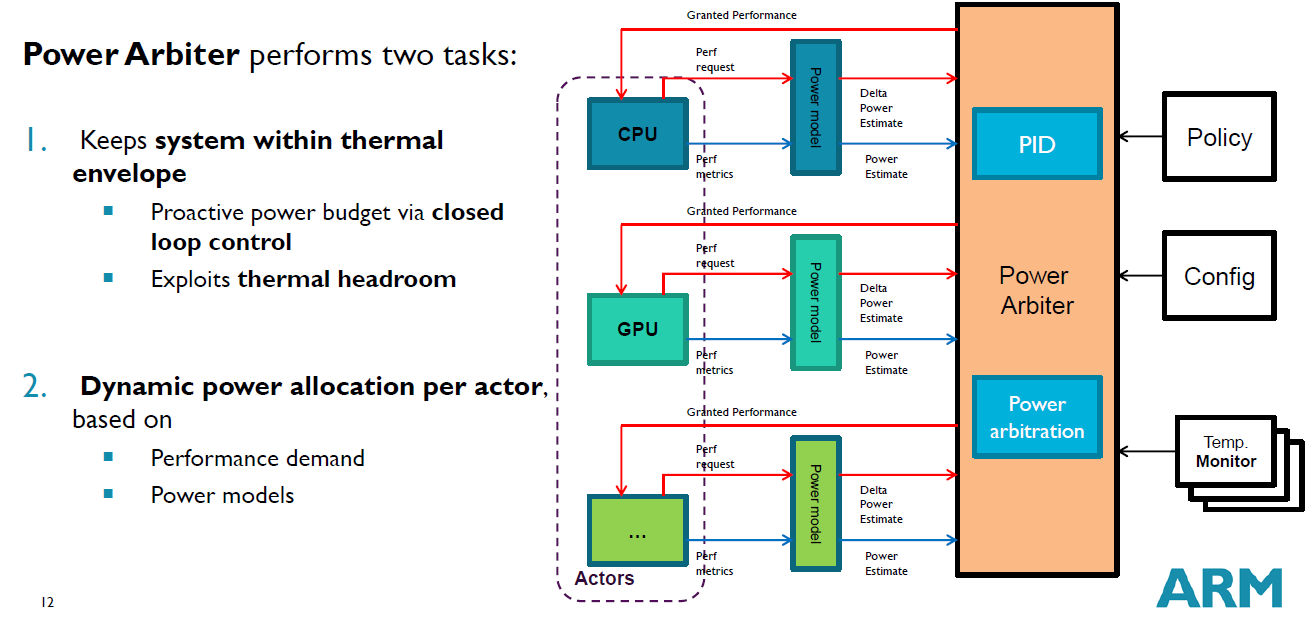 Power Arbiter performs two tasks:
1. Keeps system within thermal
envelope
Proactive power budget via closed
loop control
Exploits thermal headroom
2. Dynamic power allocation per actor,
based on
Performance demand
Power models
12
Granted Performance
Perf
request
CPU
Perf
metrics
Power model
Delta
Power
Estimate
Power
Estimate
Granted Performance
Perf
request
GPU
Perf
metrics
Power model
Delta
Power
Estimate
Power
Estimate
Granted Performance
Perf
request
...
Perf
metrics
Power model
Delta
Power
Estimate
Power
Estimate
Actors
PID
Power
Arbiter
Power
arbitration
Policy
Config
Temp.
Monitor
ARM